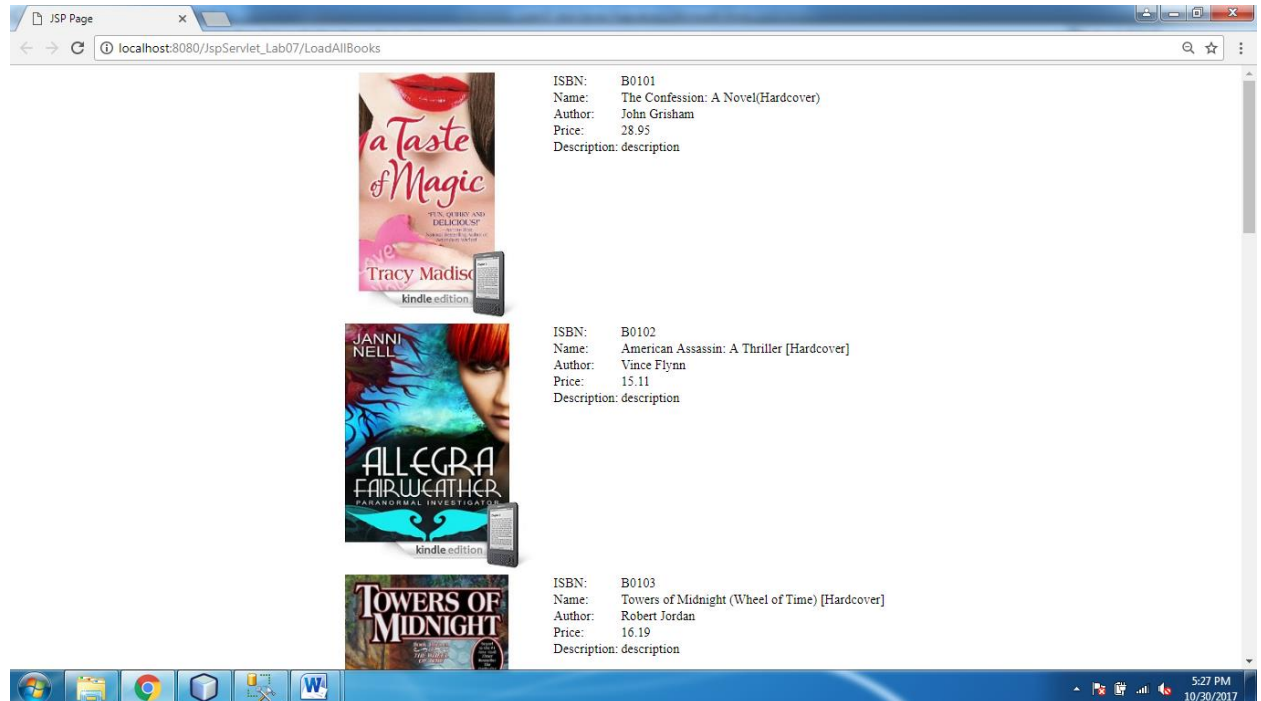 JSP Page
localhost:8080/JspServlet_Lab07/LoadAllBooks
a Taste
of Magic
"FUN, QUIRKY AND
DELICIOUS!"
Tracy Madiso
kindle edition
ISBN: B0101
Name: The Confession: A Novel(Hardcover)
Author: John Grisham
Price: 28.95
Description: description
JANNI
NELL
ALLEGRA
FAIRWEATHER
PARANORMAL INVESTIGATOR
kindle edition
ISBN: B0102
Name: American Assassin: A Thriller [Hardcover]
Author: Vince Flynn
Price: 15.11
Description: description
TOWERS OF
MIDNIGHT
ISBN: B0103
Name: Towers of Midnight (Wheel of Time) [Hardcover]
Author: Robert Jordan
Price: 16.19
Description: description
5:27 PM
10/30/2017